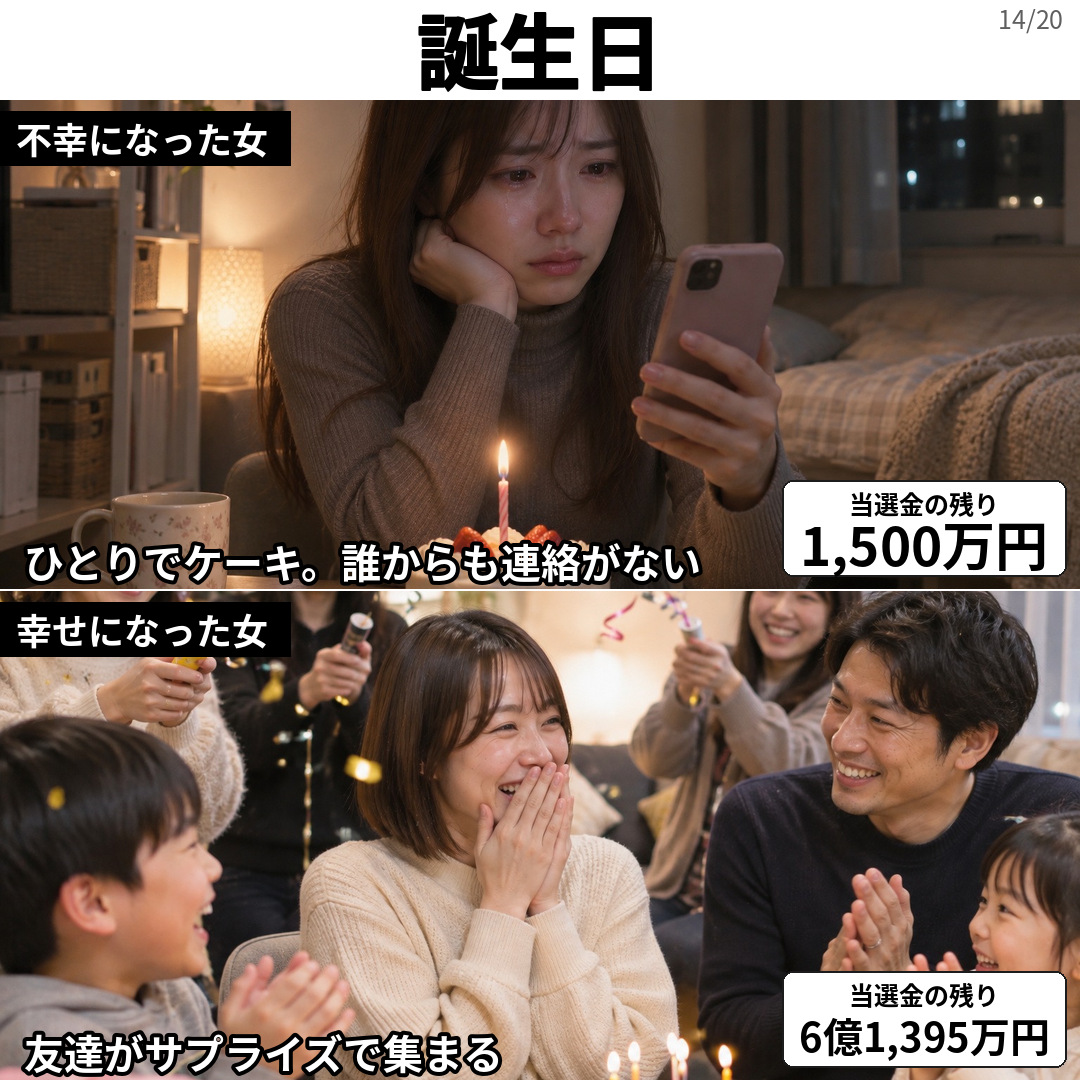 誕生日
14/20
不幸になった女
ひとりでケーキ。誰からも連絡がない
当選金の残り
1,500万円
幸せになった女
友達がサプライズで集まる
当選金の残り
6億1,395万円